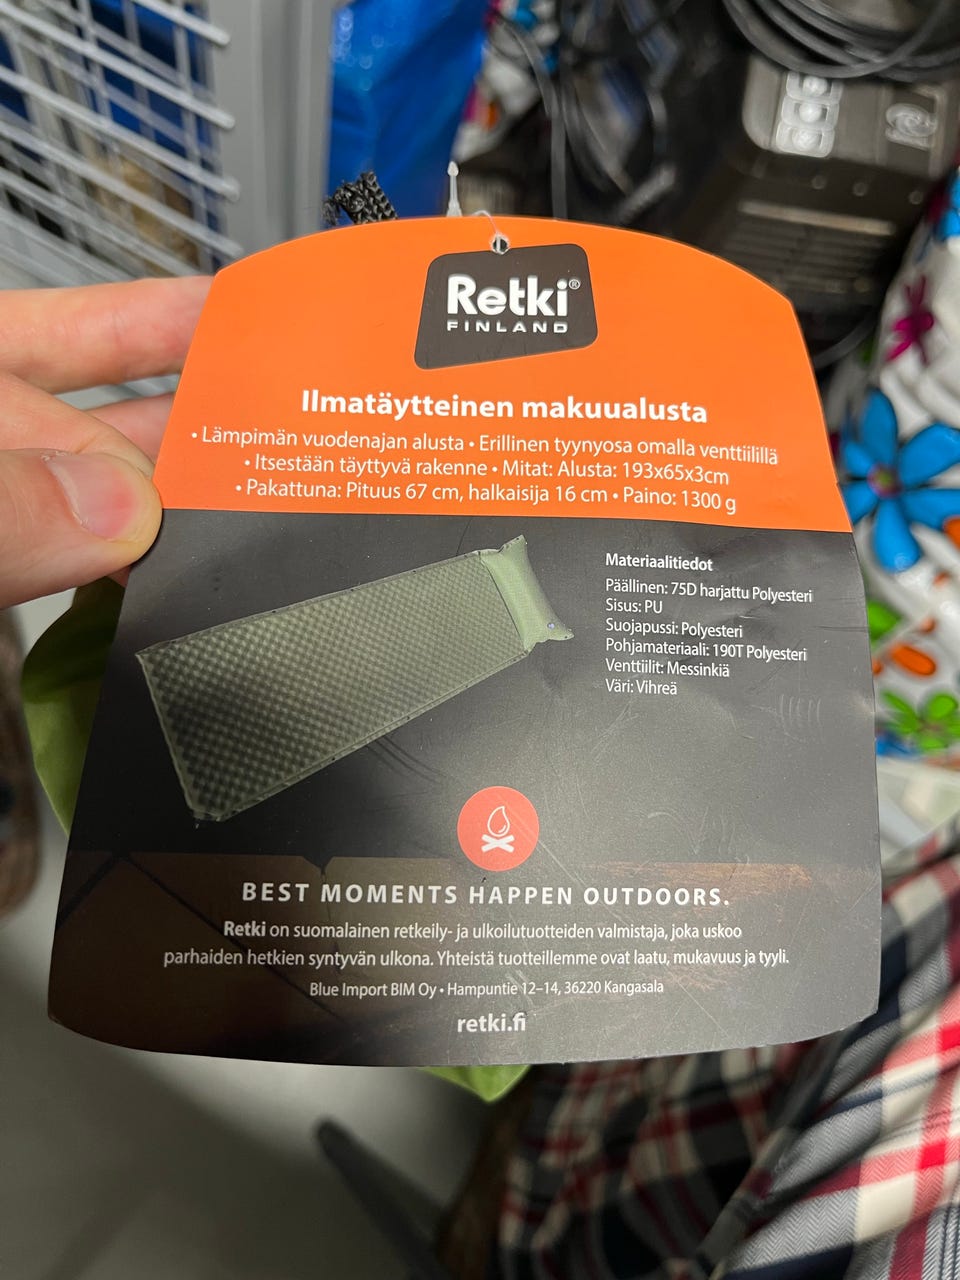 Retki®
FINLAND
Ilmatäytteinen makuualusta
• Lämpimän vuodenajan alusta • Erillinen tyynyosa omalla venttiilillä
• Itsestään täyttyvä rakenne • Mitat: Alusta: 193x65x3cm
• Pakattuna: Pituus 67 cm, halkaisija 16 cm • Paino: 1300 g
Materiaalitiedot
Päällinen: 75D harjattu Polyesteri
Sisus: PU
Suojapussi: Polyesteri
Pohjamateriaali: 190T Polyesteri
Venttiilit: Messinkiä
Väri: Vihreä
BEST MOMENTS HAPPEN OUTDOORS.
Retki on suomalainen retkeily- ja ulkoilutuotteiden valmistaja, joka uskoo
parhaiden hetkien syntyvän ulkona. Yhteistä tuotteillemme ovat laatu, mukavuus ja tyyli.
Blue Import BIM Oy • Hampuntie 12–14, 36220 Kangasala
retki.fi